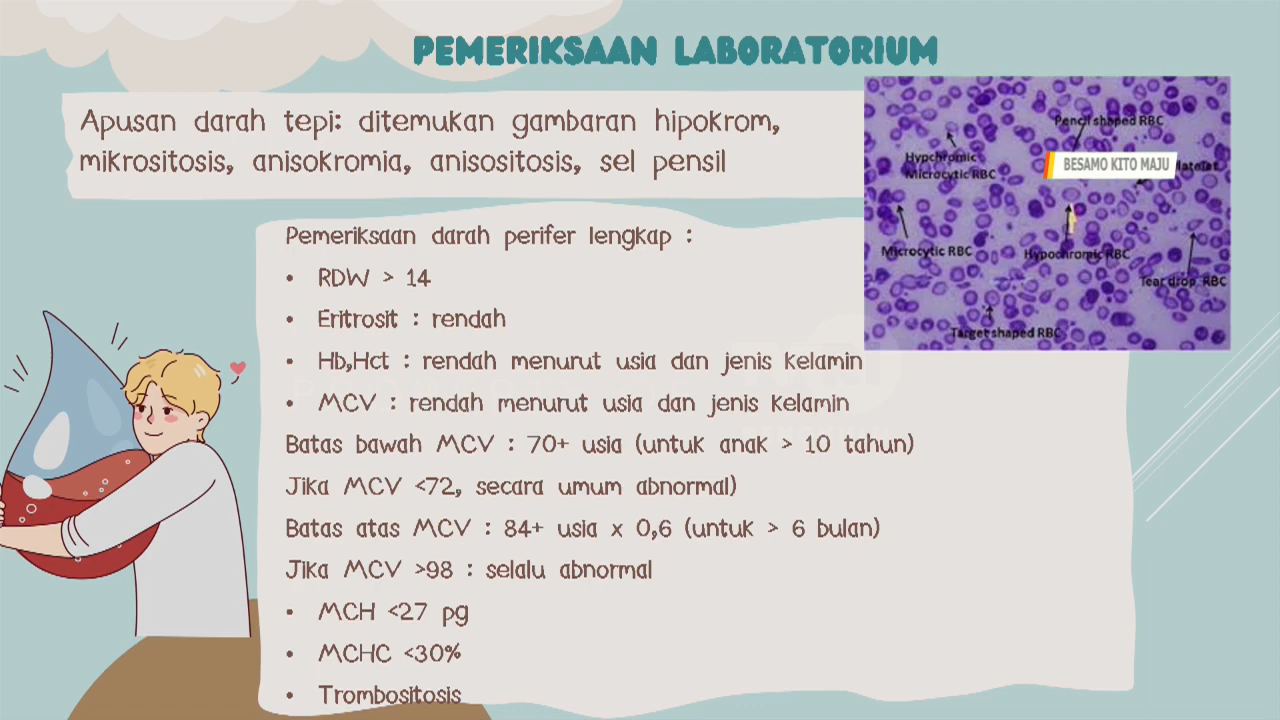 PEMERIKSAAN LABORATORIUM
Apusan darah tepi: ditemukan gambaran hipokrom,
mikrositosis, anisokromia, anisositosis, sel pensil
Pencil shaped RBC
Hypchromic
Microcytic RBC
BESAMO KITO MAJU
Platelet
Microcytic RBC
Hypochromic RBC
Tear drop RBC
Target shaped RBC
Pemeriksaan darah perifer lengkap :
• RDW > 14
• Eritrosit : rendah
• Hb,Hct : rendah menurut usia dan jenis kelamin
• MCV : rendah menurut usia dan jenis kelamin
Batas bawah MCV : 70+ usia (untuk anak > 10 tahun)
Jika MCV <72, secara umum abnormal)
Batas atas MCV : 84+ usia x 0,6 (untuk > 6 bulan)
Jika MCV >98 : selalu abnormal
• MCH <27 pg
• MCHC <30%
• Trombositosis